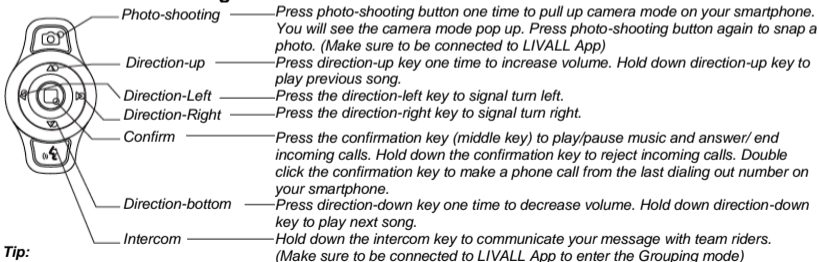 Photo-shooting Press photo-shooting button one time to pull up camera mode on your smartphone.
You will see the camera mode pop up. Press photo-shooting button again to snap a
photo. (Make sure to be connected to LIVALL App)
Direction-up Press direction-up key one time to increase volume. Hold down direction-up key to
play previous song.
Direction-Left Press the direction-left key to signal turn left.
Direction-Right Press the direction-right key to signal turn right.
Confirm Press the confirmation key (middle key) to play/pause music and answer/ end
incoming calls. Hold down the confirmation key to reject incoming calls. Double
click the confirmation key to make a phone call from the last dialing out number on
your smartphone.
Direction-bottom Press direction-down key one time to decrease volume. Hold down direction-down
key to play next song.
Intercom Hold down the intercom key to communicate your message with team riders.
Tip: (Make sure to be connected to LIVALL App to enter the Grouping mode)